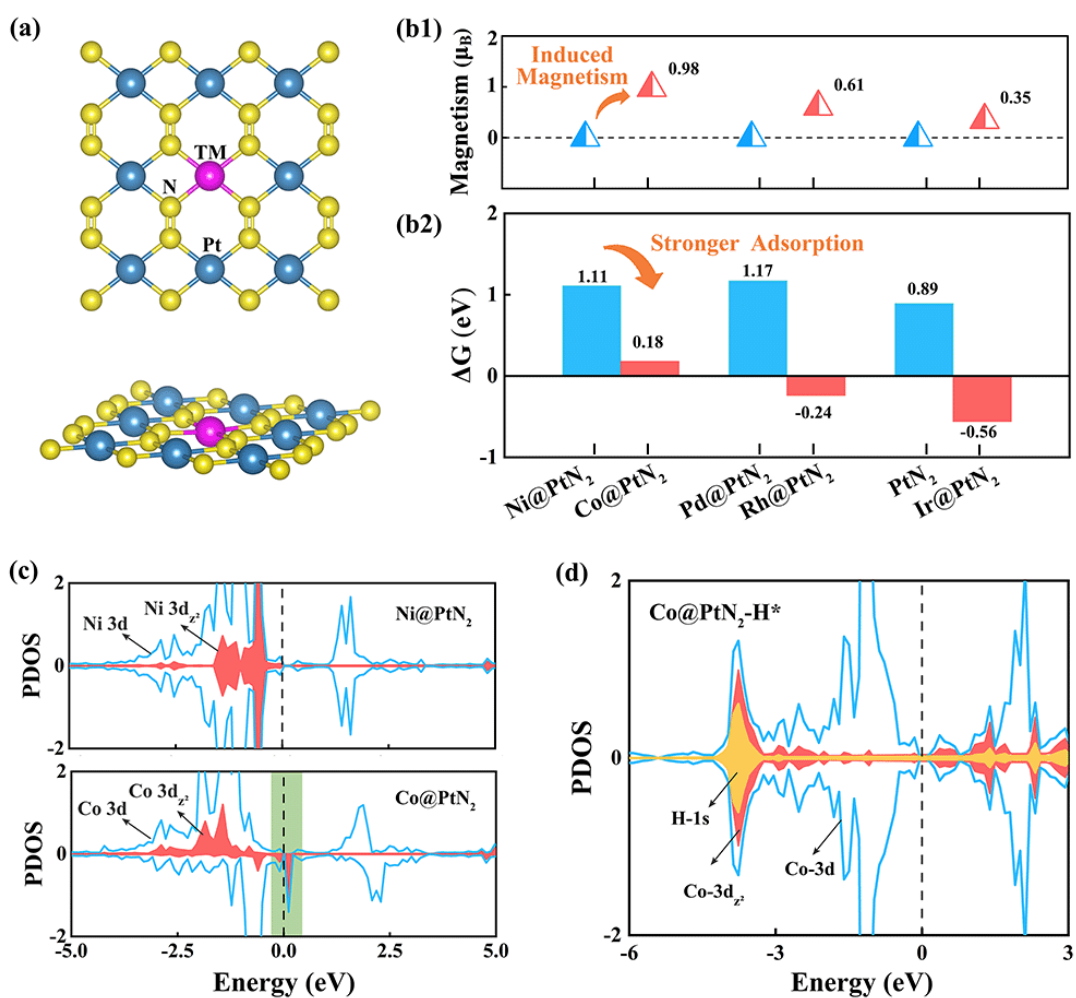 (a)
TM
N
Pt
(b1)
Magnetism (μB)
2
1
0
Induced
Magnetism
0.98
0.61
0.35
(b2)
ΔG (eV)
2
1
0
-1
Stronger Adsorption
1.11
0.18
1.17
-0.24
0.89
-0.56
Ni@PtN2
Co@PtN2
Pd@PtN2
Rh@PtN2
PtN2
Ir@PtN2
(c)
PDOS
2
0
-2
Ni 3d
Ni 3dz²
Ni@PtN2
PDOS
2
0
-2
Co 3d
Co 3dz²
Co@PtN2
-5.0
-2.5
0.0
2.5
5.0
Energy (eV)
(d)
PDOS
2
0
-2
Co@PtN2-H*
H-1s
Co-3dz²
Co-3d
-6
-3
0
3
Energy (eV)